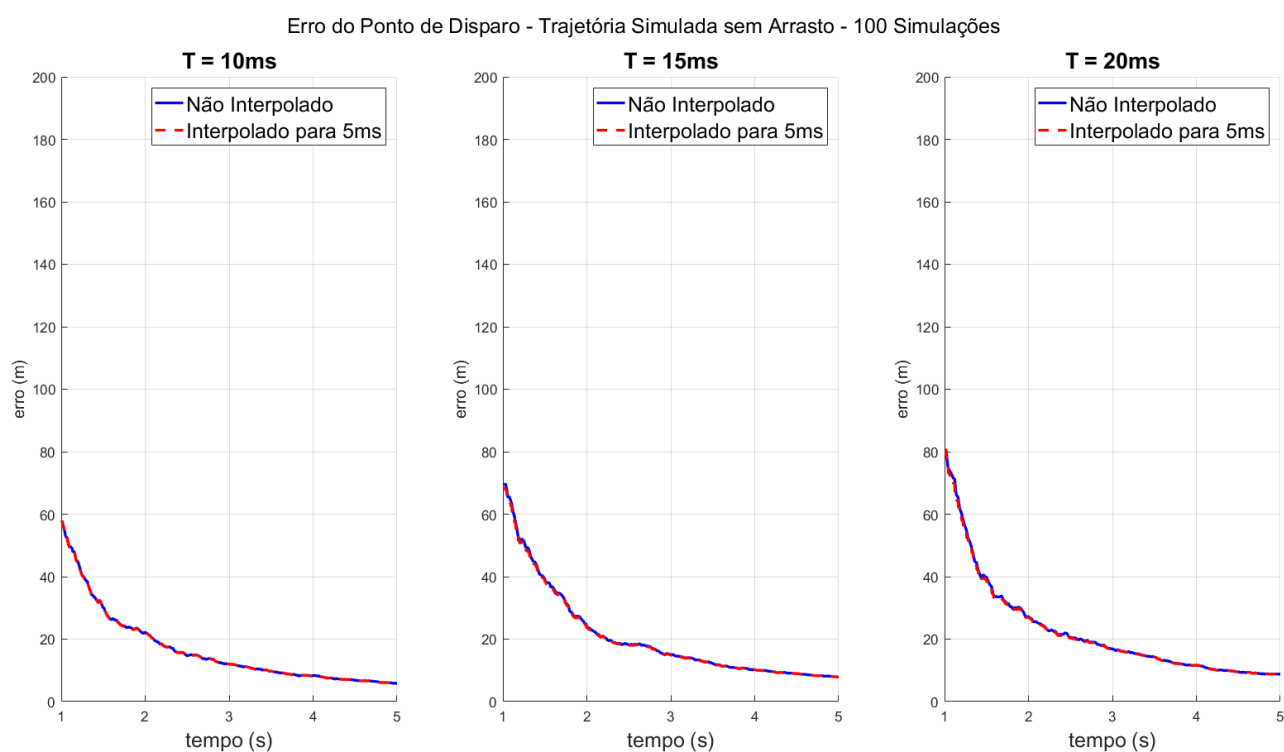 Erro do Ponto de Disparo - Trajetória Simulada sem Arrasto - 100 Simulações
T = 10ms
200
180
160
140
120
100
80
60
40
20
0
erro (m)
Não Interpolado
Interpolado para 5ms
1 2 3 4 5
tempo (s)
T = 15ms
200
180
160
140
120
100
80
60
40
20
0
erro (m)
Não Interpolado
Interpolado para 5ms
1 2 3 4 5
tempo (s)
T = 20ms
200
180
160
140
120
100
80
60
40
20
0
erro (m)
Não Interpolado
Interpolado para 5ms
1 2 3 4 5
tempo (s)